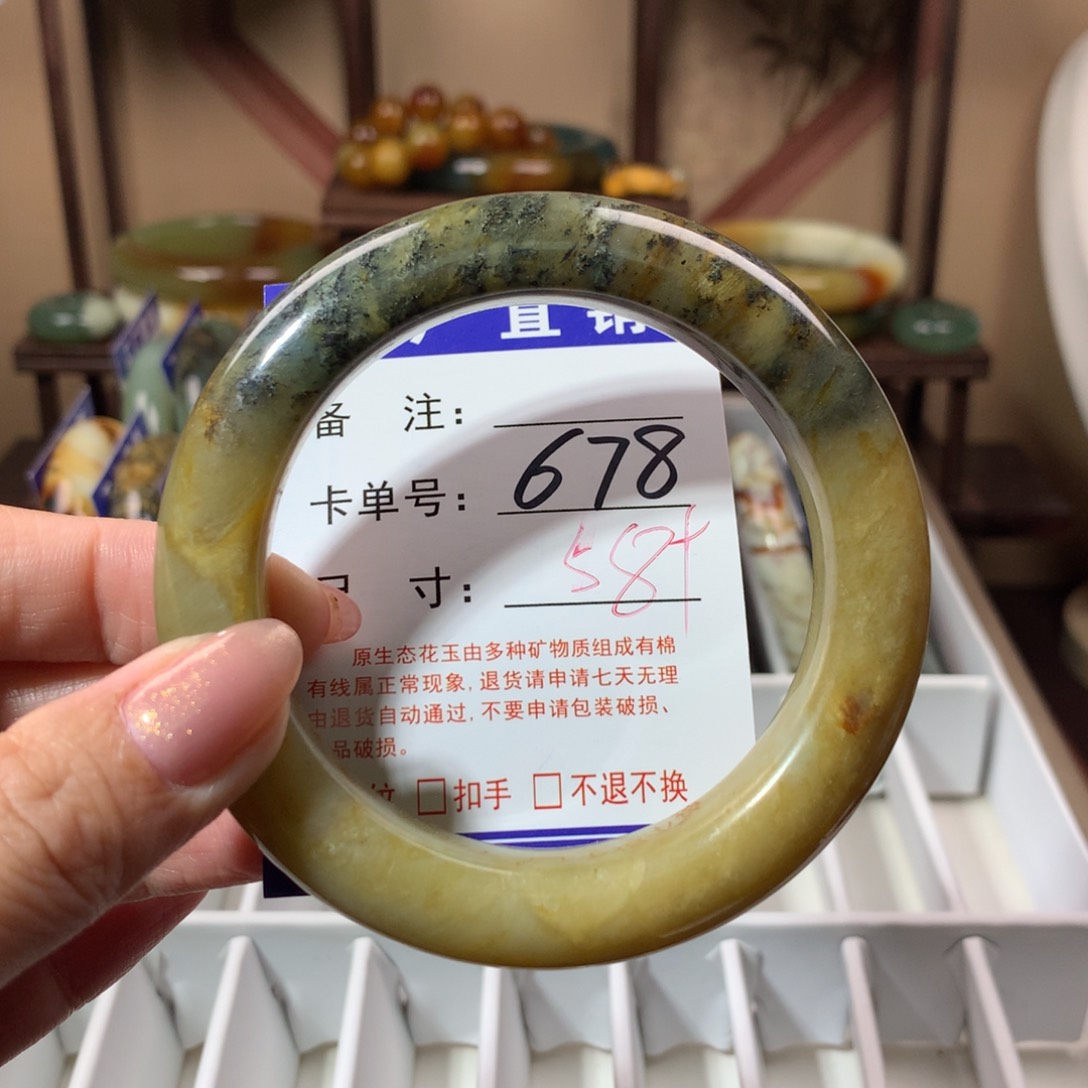 直销
备 注:
卡单号: 678
尺 寸: 58+
原生态花玉由多种矿物质组成有棉
有线属正常现象,退货请申请七天无理
由退货自动通过,不要申请包装破损、
品破损。
纹 □扣手 □不退不换